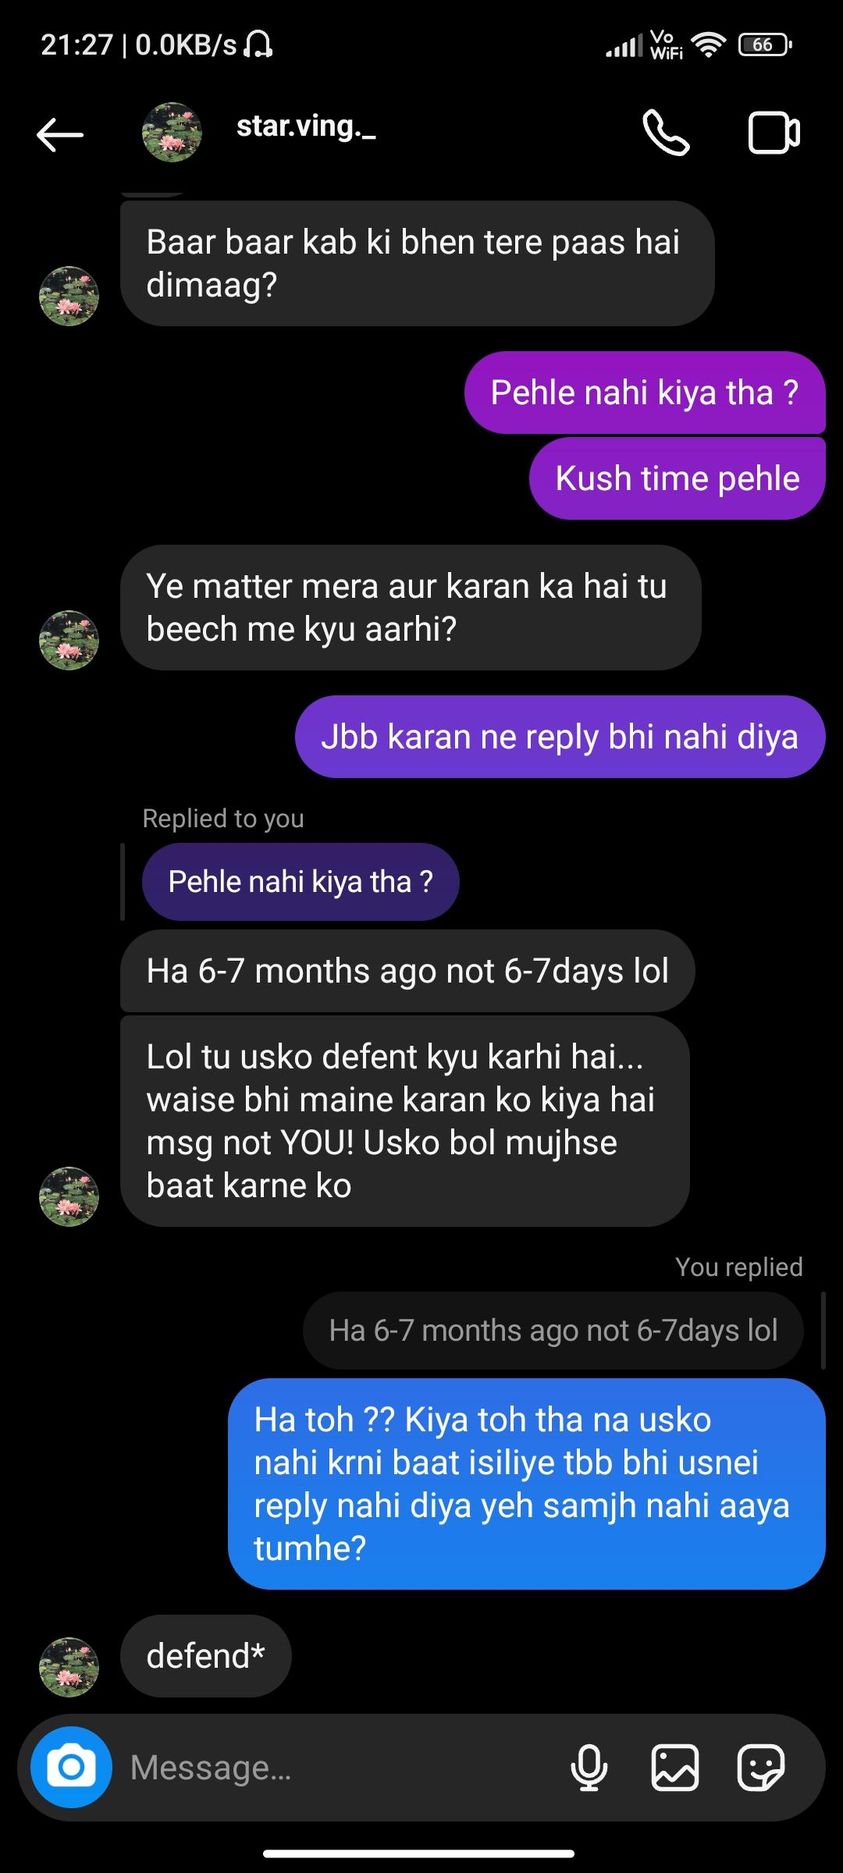 21:27 | 0.0KB/s
Vo
WiFi
66
star.ving._
Baar baar kab ki bhen tere paas hai
dimaag?
Pehle nahi kiya tha ?
Kush time pehle
Ye matter mera aur karan ka hai tu
beech me kyu aarhi?
Jbb karan ne reply bhi nahi diya
Replied to you
Pehle nahi kiya tha ?
Ha 6-7 months ago not 6-7days lol
Lol tu usko defent kyu karhi hai...
waise bhi maine karan ko kiya hai
msg not YOU! Usko bol mujhse
baat karne ko
You replied
Ha 6-7 months ago not 6-7days lol
Ha toh ?? Kiya toh tha na usko
nahi krni baat isiliye tbb bhi usnei
reply nahi diya yeh samjh nahi aaya
tumhe?
defend*
Message...